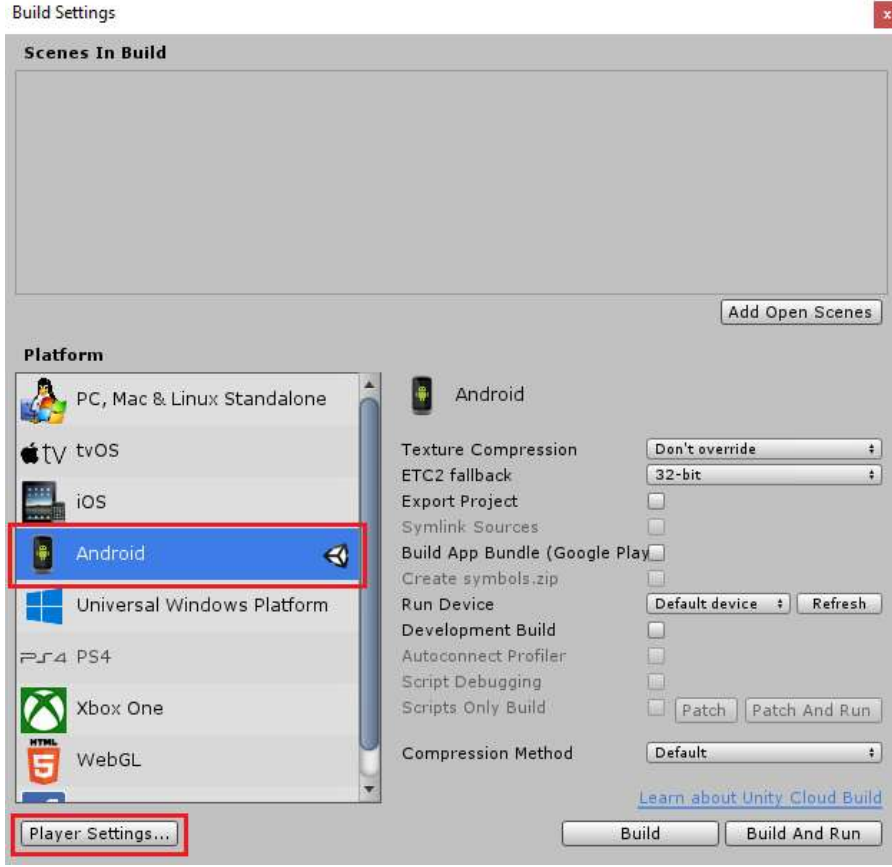 Build Settings
x
Scenes In Build
Add Open Scenes
Platform
PC, Mac & Linux Standalone
tv tvOS
iOS
Android
Universal Windows Platform
PS4 PS4
Xbox One
HTML
5 WebGL
Android
Texture Compression Don't override
ETC2 fallback 32-bit
Export Project
Symlink Sources
Build App Bundle (Google Play
Create symbols.zip
Run Device Default device Refresh
Development Build
Autoconnect Profiler
Script Debugging
Scripts Only Build Patch Patch And Run
Compression Method Default
Learn about Unity Cloud Build
Player Settings... Build Build And Run